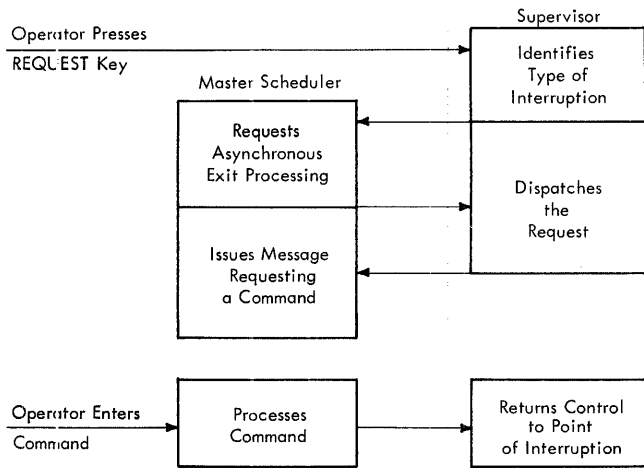 Supervisor
Operator Presses
REQUEST Key
Identifies
Type of
Interruption
Master Scheduler
Requests
Asynchronous
Exit Processing
Dispatches
the
Request
Issues Message
Requesting
a Command
Operator Enters
Command
Processes
Command
Returns Control
to Point
of Interruption